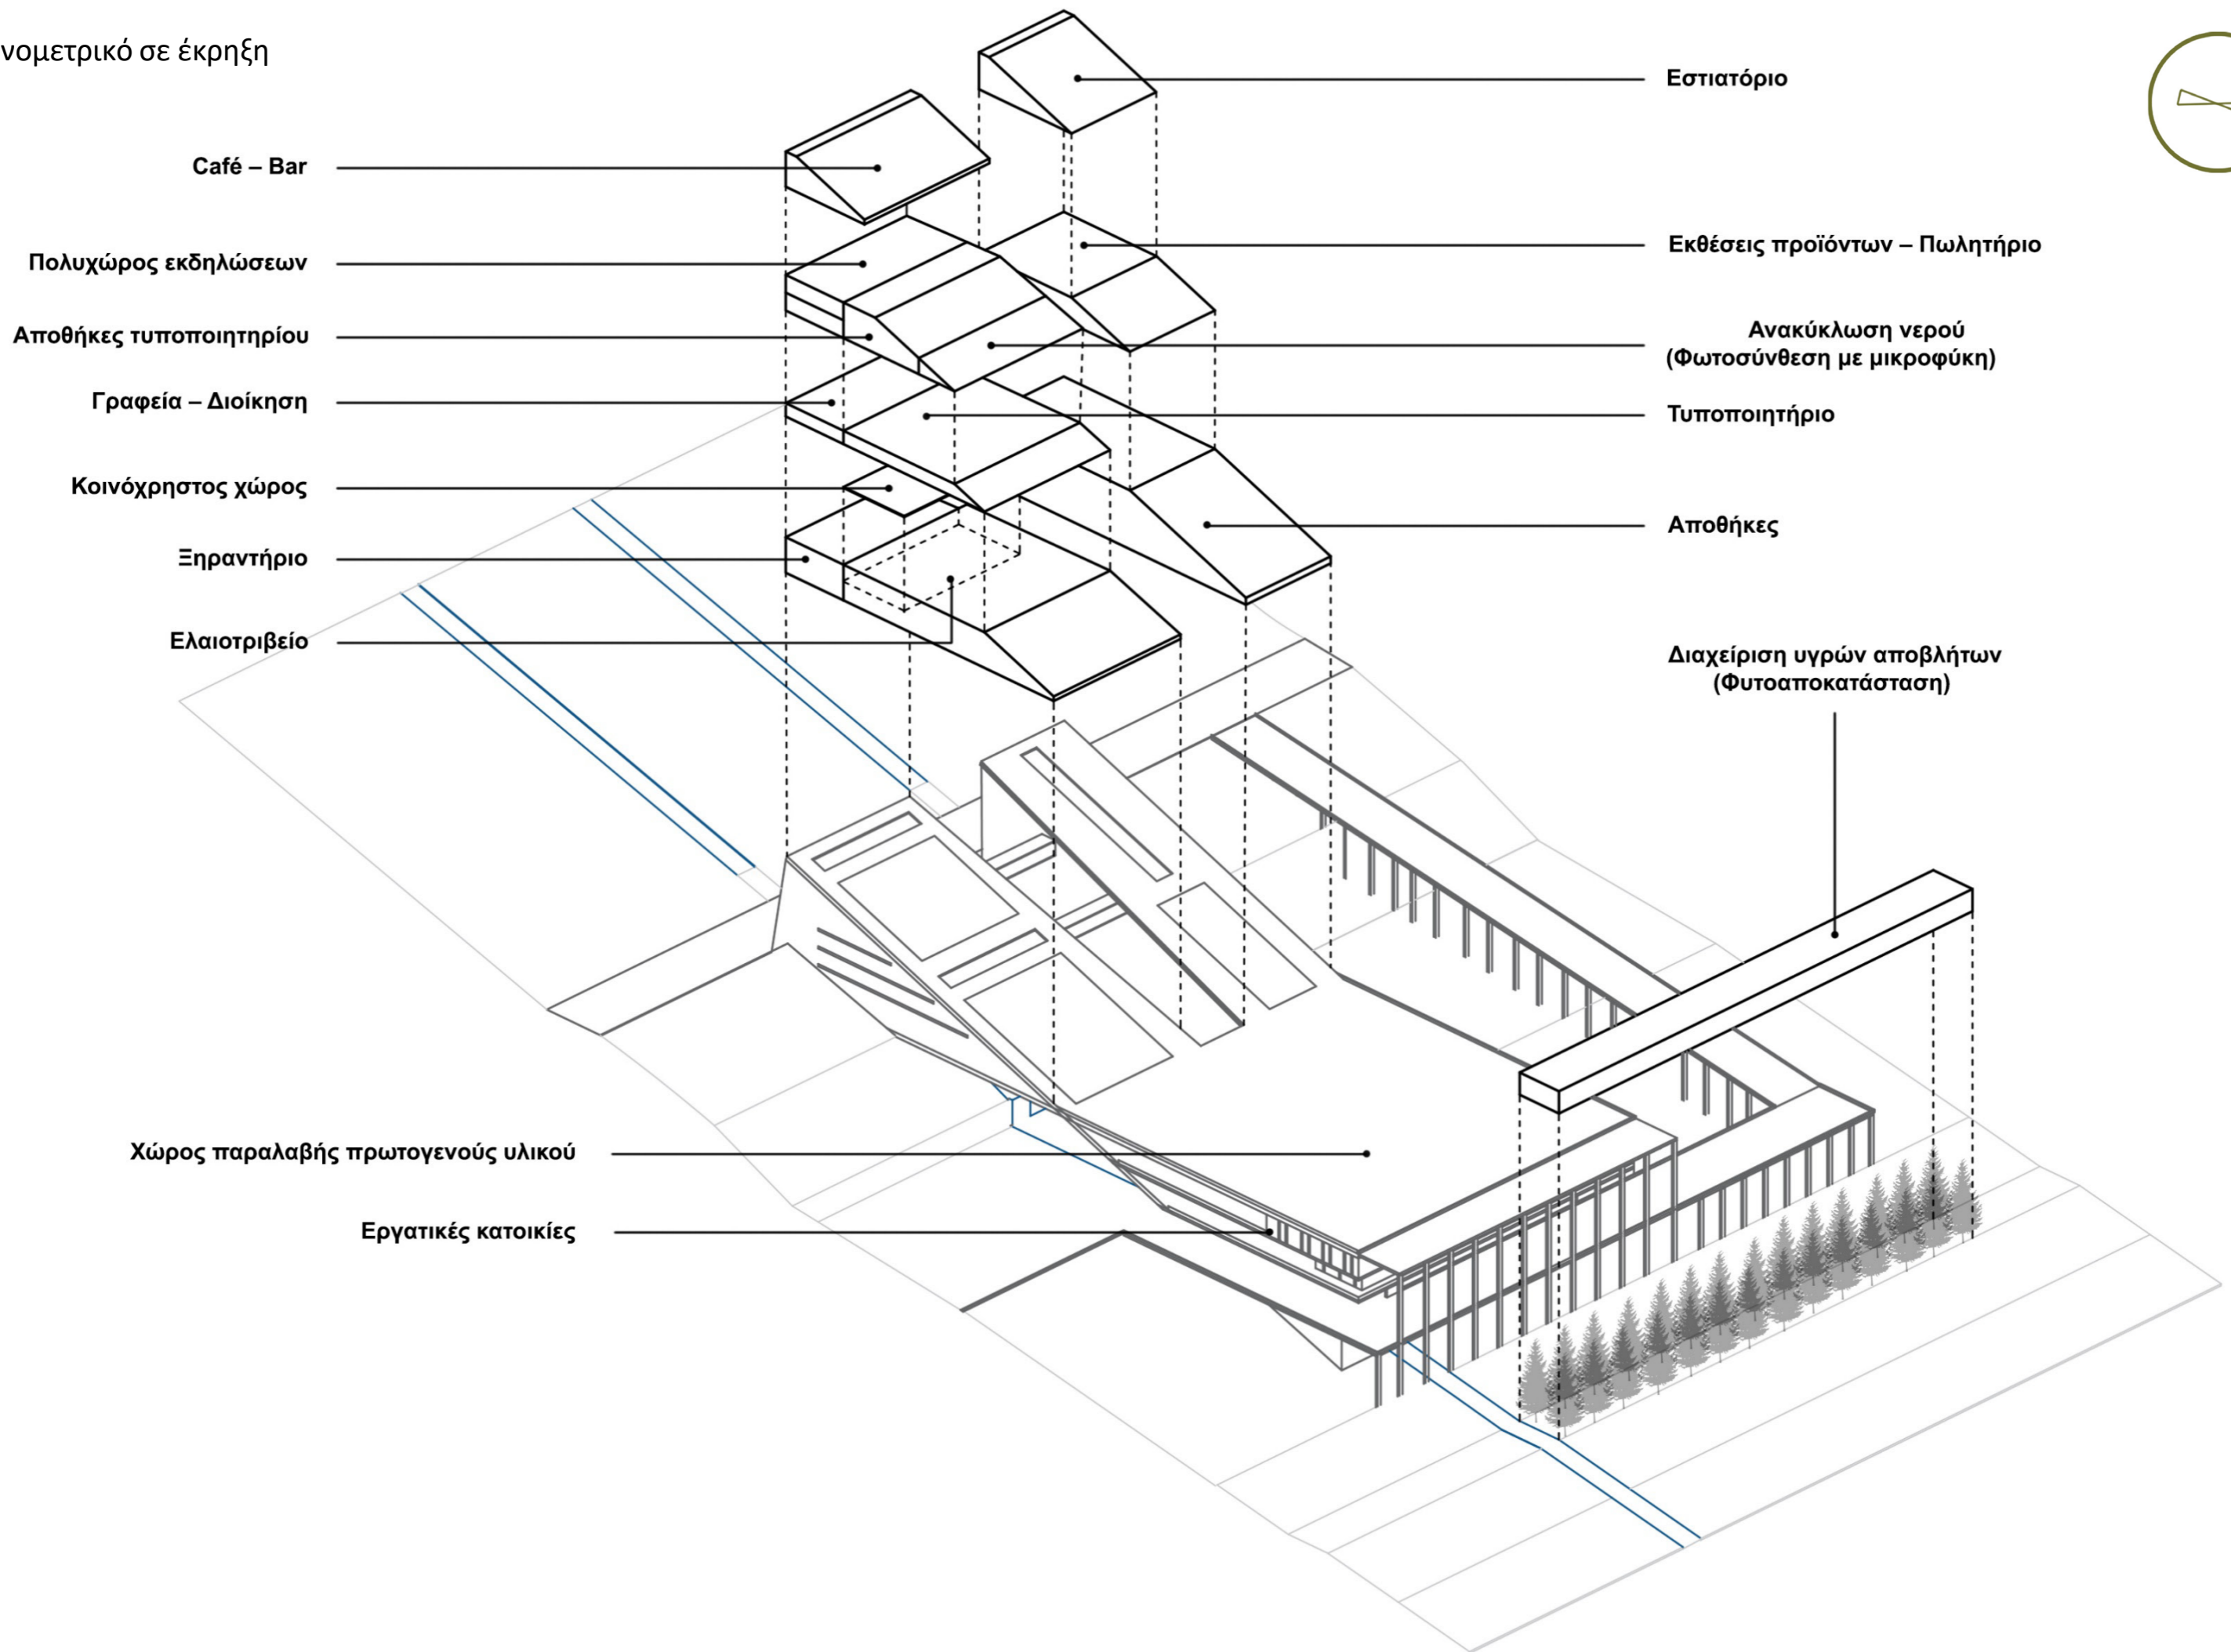 νομετρικό σε έκρηξη
Εστιατόριο
Café – Bar
Εκθέσεις προϊόντων – Πωλητήριο
Πολυχώρος εκδηλώσεων
Ανακύκλωση νερού
(Φωτοσύνθεση με μικροφύκη)
Αποθήκες τυποποιητηρίου
Γραφεία – Διοίκηση
Τυποποιητήριο
Κοινόχρηστος χώρος
Αποθήκες
Ξηραντήριο
Ελαιοτριβείο
Διαχείριση υγρών αποβλήτων
(Φυτοαποκατάσταση)
Χώρος παραλαβής πρωτογενούς υλικού
Εργατικές κατοικίες